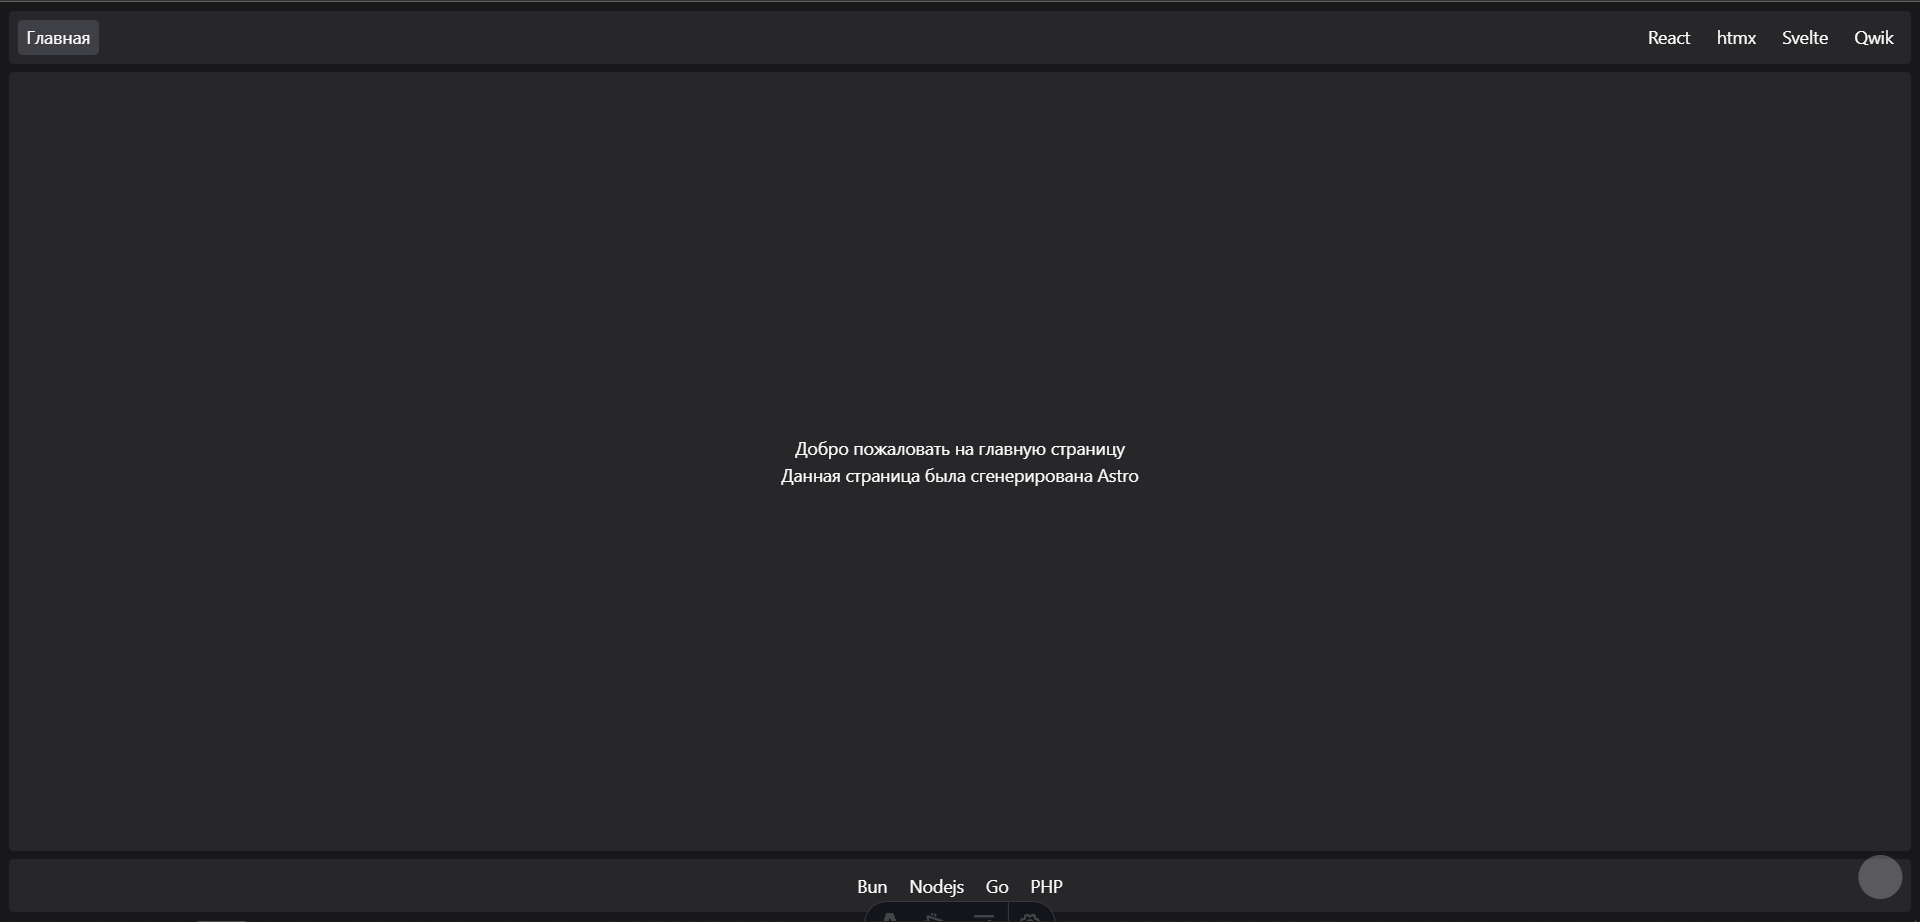 Главная
React htmx Svelte Qwik
Добро пожаловать на главную страницу
Данная страница была сгенерирована Astro
Bun Nodejs Go PHP